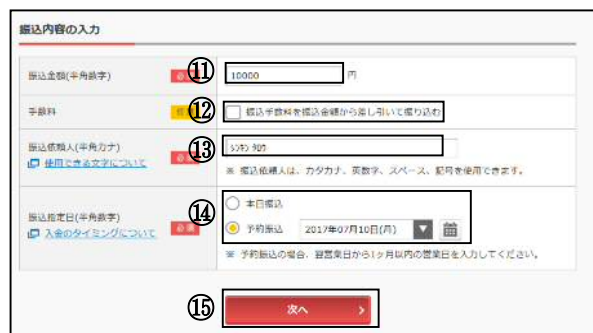 振込内容の入力
振込金額(半角数字)
⑪
10000
円
手数料
⑫
振込手数料を振込金額から差し引いて振り込む
振込依頼人(半角カナ)
使用できる文字について
⑬
ｼﾝｷﾝ ﾀﾛｳ
※ 振込依頼人は、カタカナ、英数字、スペース、記号を使用できます。
振込指定日(半角数字)
入金のタイミングについて
⑭
必須
本日振込
予約振込 2017年07月10日(月)
※ 予約振込の場合、翌営業日から1ヶ月以内の営業日を入力してください。
⑮
次へ